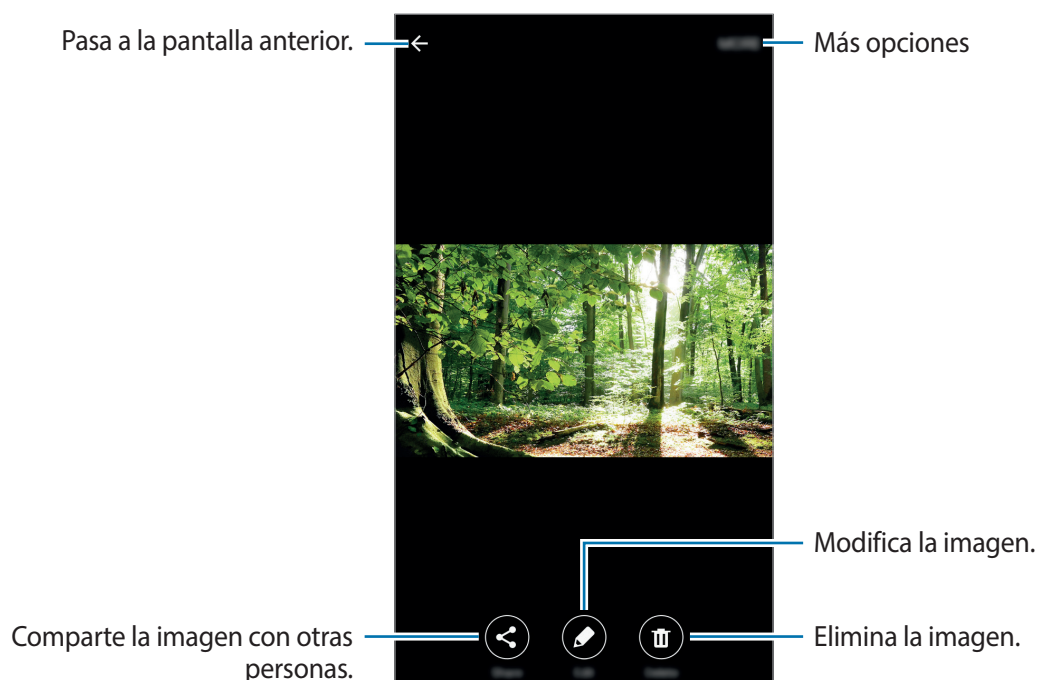 Pasa a la pantalla anterior.
Más opciones
Modifica la imagen.
Comparte la imagen con otras
personas.
Elimina la imagen.